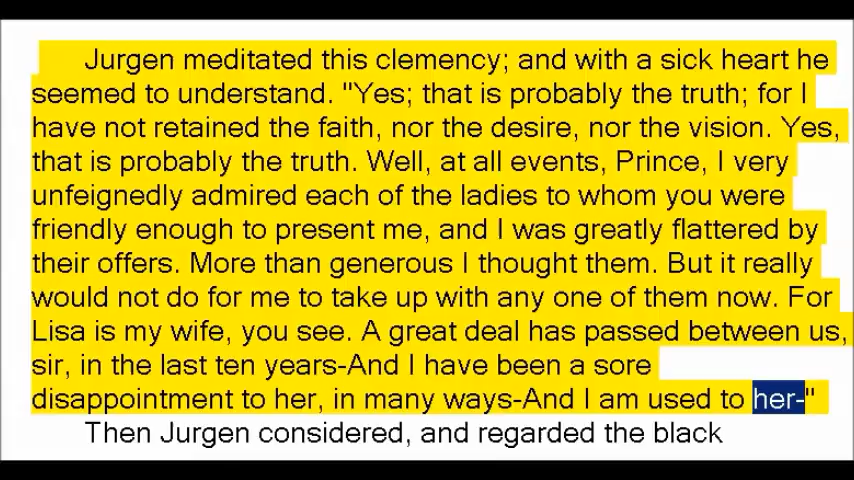 Jurgen meditated this clemency; and with a sick heart he
seemed to understand. "Yes; that is probably the truth; for I
have not retained the faith, nor the desire, nor the vision. Yes,
that is probably the truth. Well, at all events, Prince, I very
unfeignedly admired each of the ladies to whom you were
friendly enough to present me, and I was greatly flattered by
their offers. More than generous I thought them. But it really
would not do for me to take up with any one of them now. For
Lisa is my wife, you see. A great deal has passed between us,
sir, in the last ten years-And I have been a sore
disappointment to her, in many ways-And I am used to her-"
Then Jurgen considered, and regarded the black